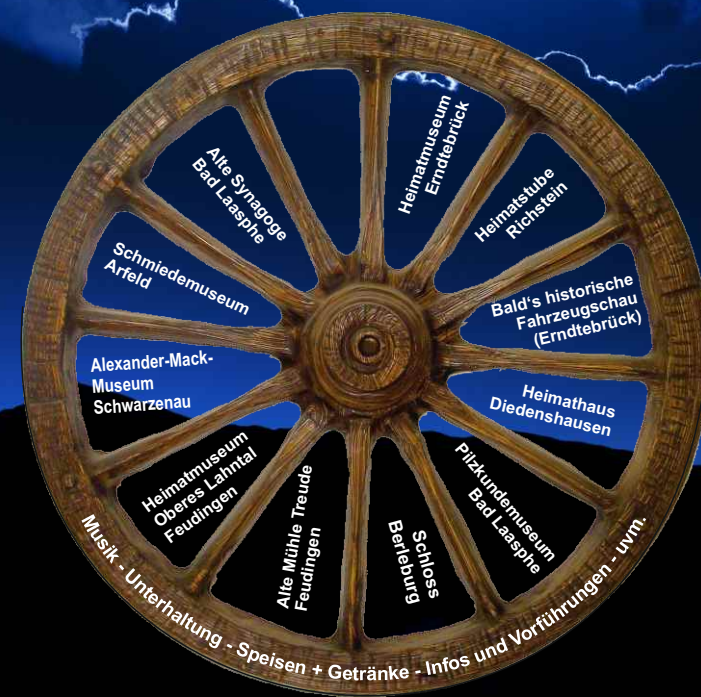 Heimatmuseum
Erndtebrück
Heimatstube
Richstein
Bald's historische
Fahrzeugschau
(Erndtebrück)
Heimathaus
Diedenshausen
Pilzkundemuseum
Bad Laasphe
Schloss
Berleburg
Alte Mühle Treude
Feudingen
Heimatmuseum
Oberes Lahntal
Feudingen
Alexander-Mack-
Museum
Schwarzenau
Schmiedemuseum
Arfeld
Alte Synagoge
Bad Laasphe
Musik - Unterhaltung - Speisen + Getränke - Infos und Vorführungen - uvm.